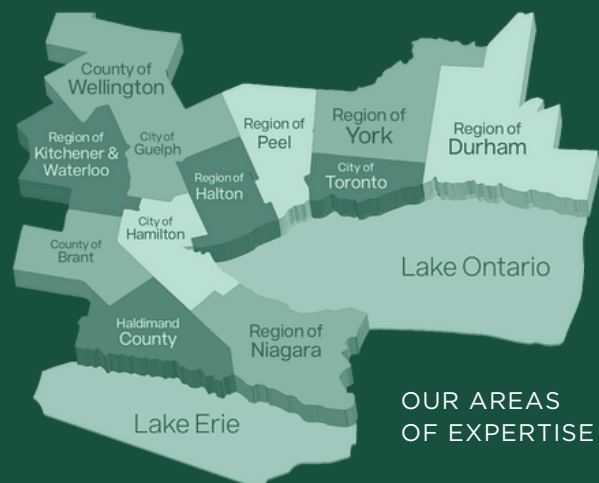 County of
Wellington
Region of
Kitchener &
Waterloo
City of
Guelph
Region of
Halton
Region of
Peel
Region of
York
City of
Toronto
Region of
Durham
County of
Brant
City of
Hamilton
Haldimand
County
Region of
Niagara
Lake Ontario
Lake Erie
OUR AREAS
OF EXPERTISE